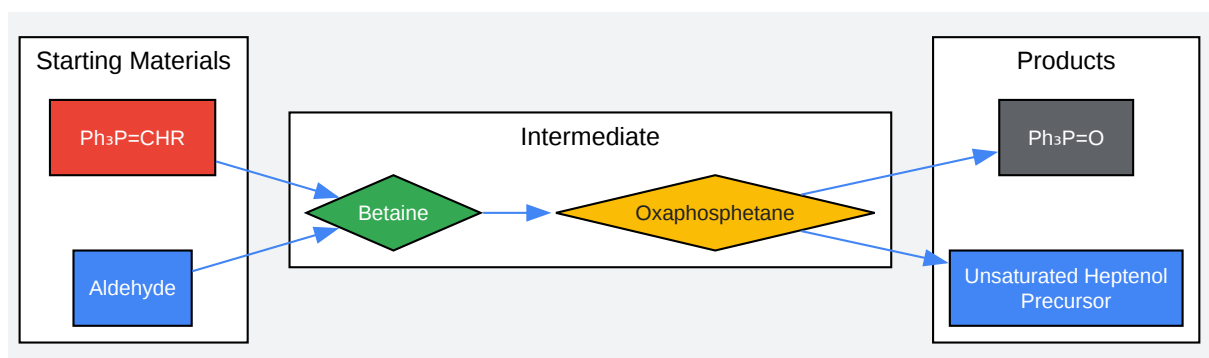 Starting Materials
Ph₃P=CHR
Aldehyde
Intermediate
Betaine
Oxaphosphetane
Products
Ph₃P=O
Unsaturated Heptenol
Precursor